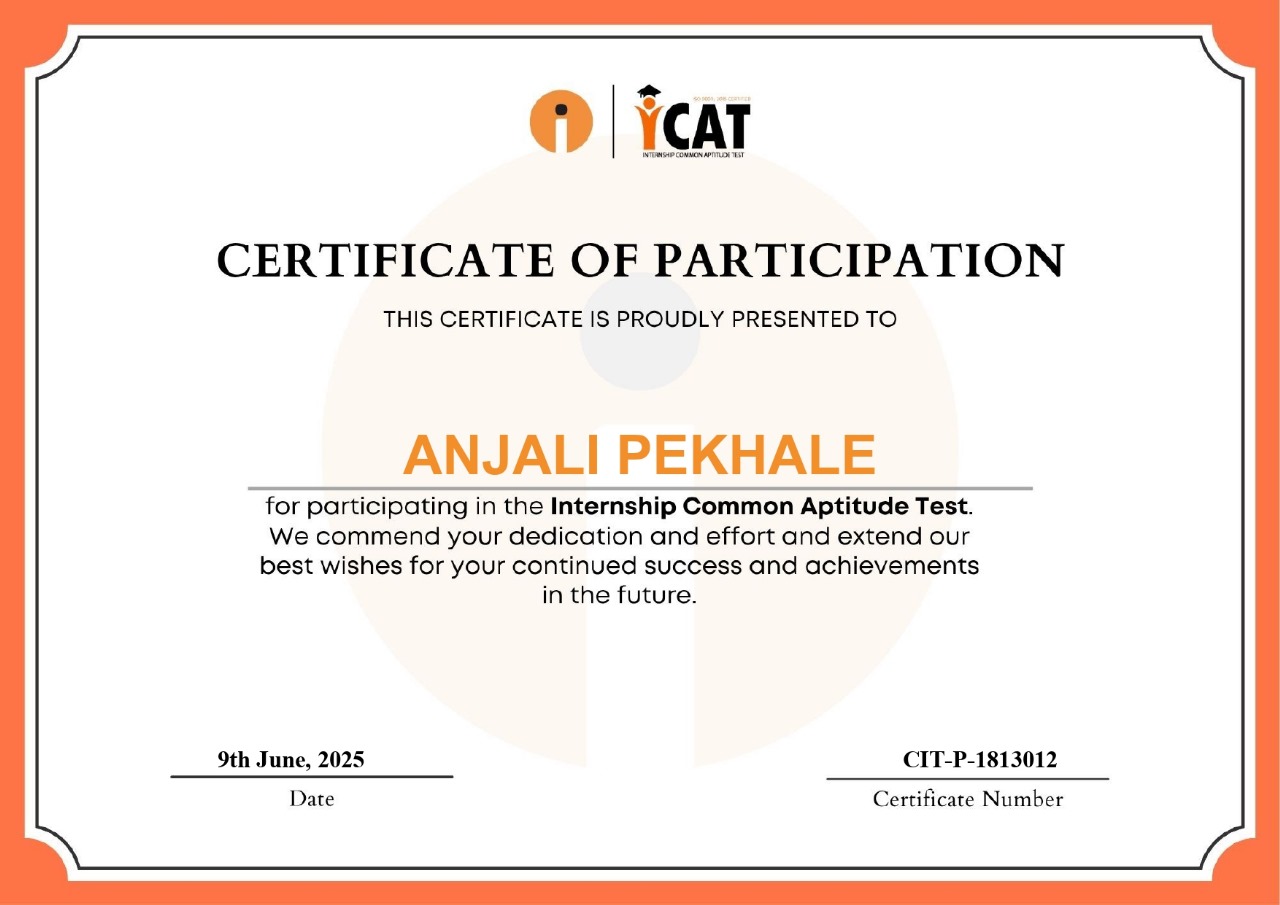 iCAT
INTERNSHIP COMMON APTITUDE TEST
CERTIFICATE OF PARTICIPATION
THIS CERTIFICATE IS PROUDLY PRESENTED TO
ANJALI PEKHALE
for participating in the Internship Common Aptitude Test.
We commend your dedication and effort and extend our
best wishes for your continued success and achievements
in the future.
9th June, 2025
CIT-P-1813012
Date
Certificate Number